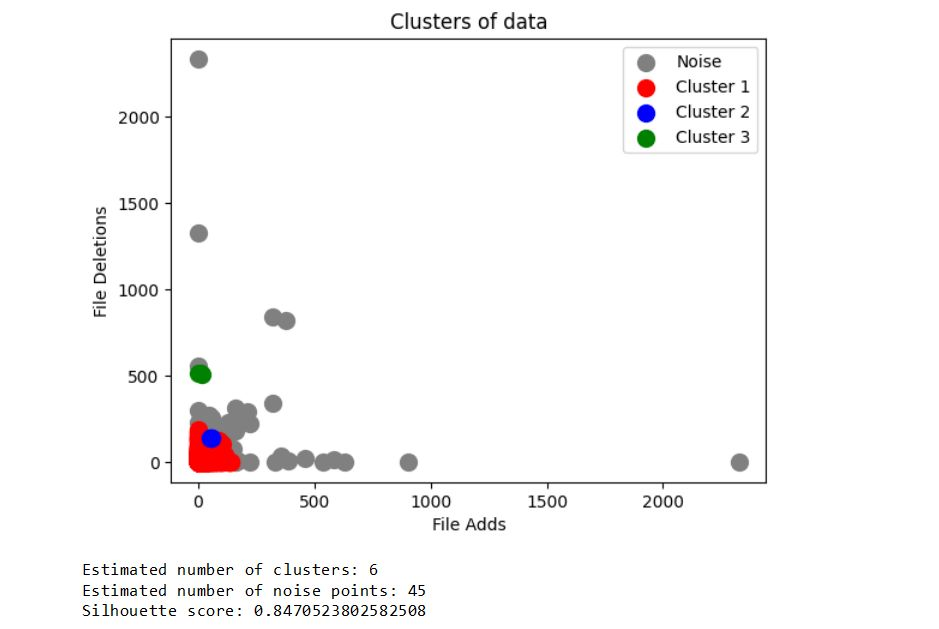 Clusters of data
Noise
Cluster 1
Cluster 2
Cluster 3
File Deletions
2000
1500
1000
500
0
0 500 1000 1500 2000
File Adds
Estimated number of clusters: 6
Estimated number of noise points: 45
Silhouette score: 0.8470523802582508